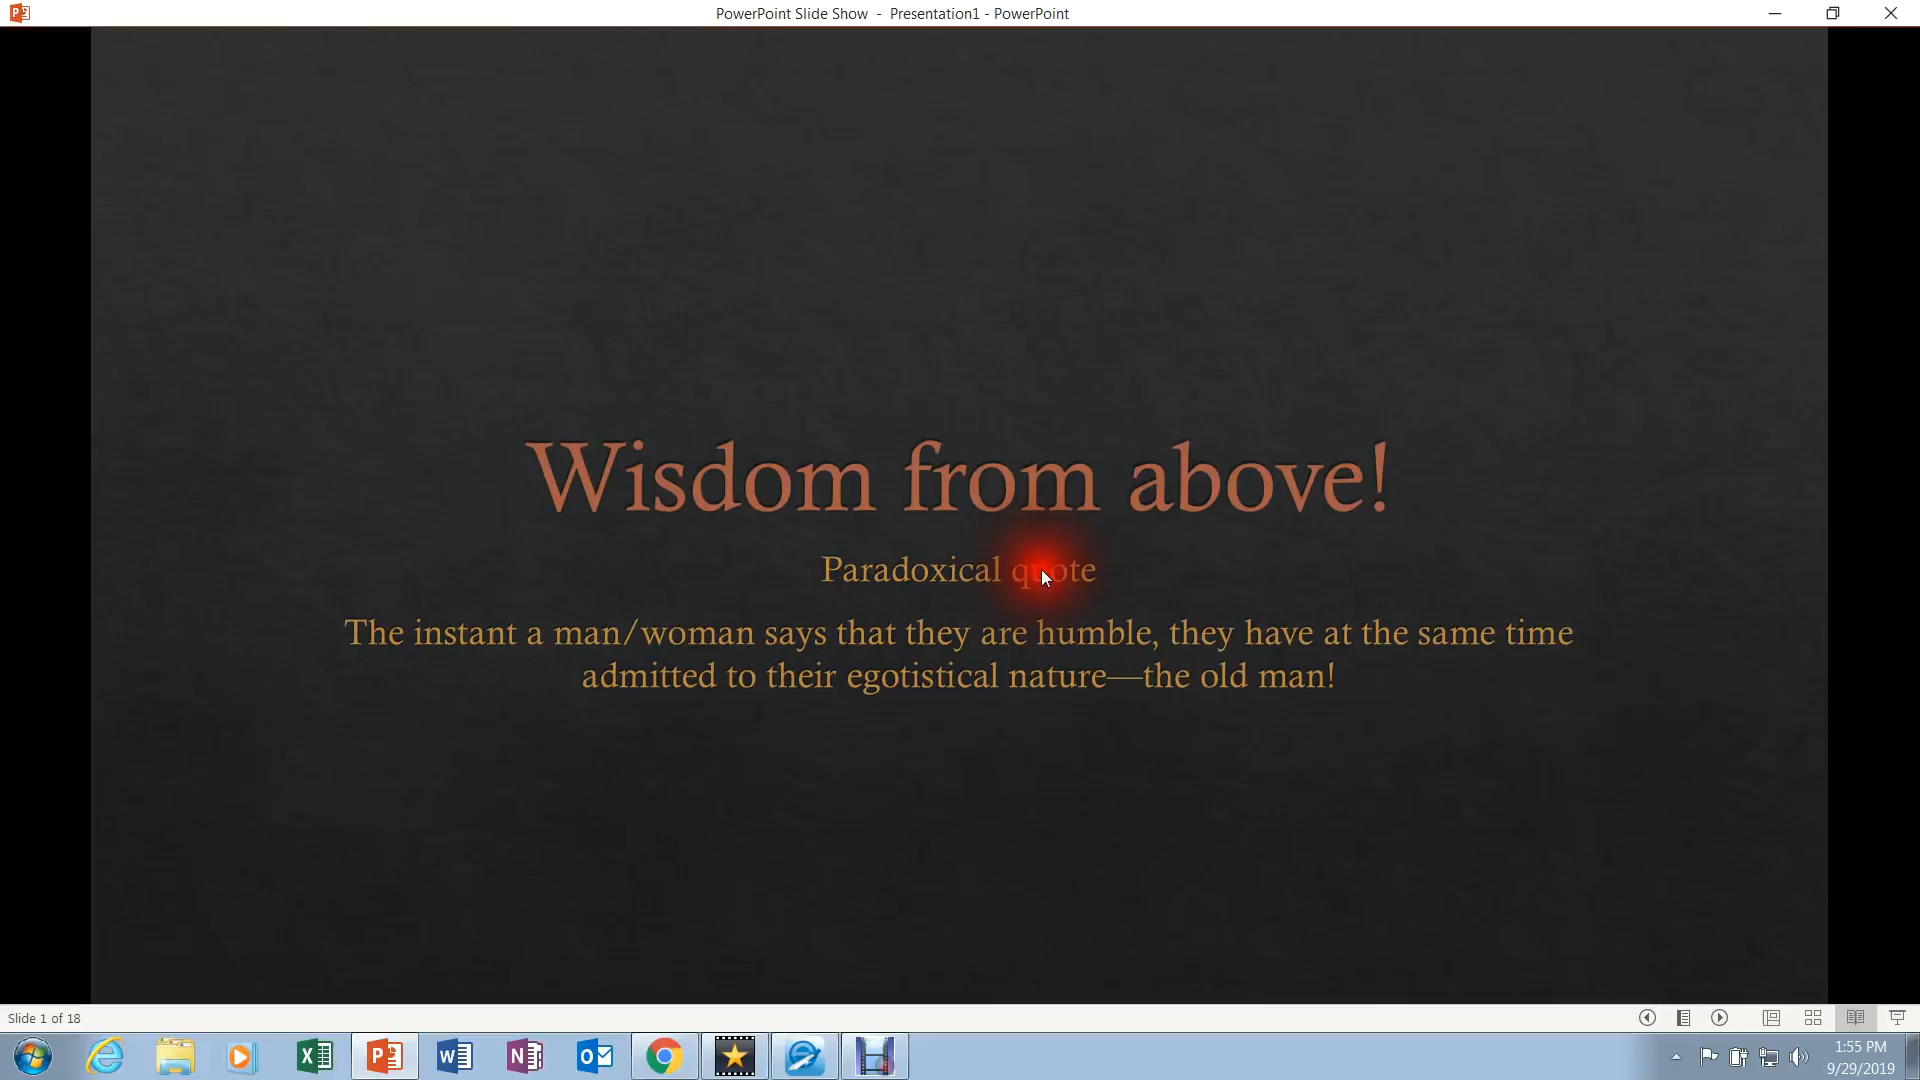 PowerPoint Slide Show - Presentation1 - PowerPoint
Wisdom from above!
Paradoxical quote
The instant a man/woman says that they are humble, they have at the same time
admitted to their egotistical nature—the old man!
Slide 1 of 18
1:55 PM
9/29/2019